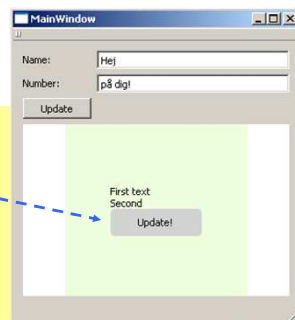 MainWindow
Name:
Hej
Number:
på dig!
Update
First text
Second
Update!